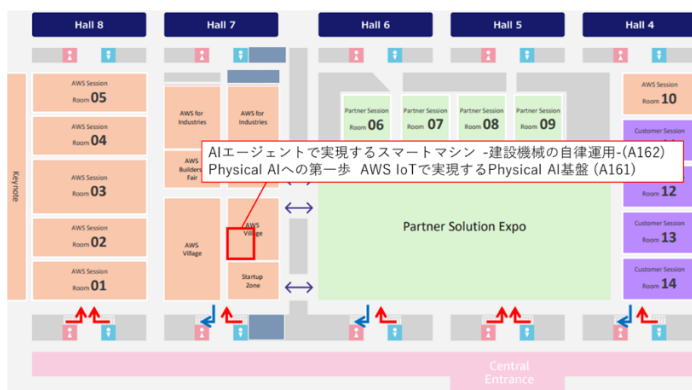 Hall 8
Hall 7
Hall 6
Hall 5
Hall 4
Keynote
AWS Session
Room 05
AWS Session
Room 04
AWS Session
Room 03
AWS Session
Room 02
AWS Session
Room 01
AWS for
Industries
AWS for
Industries
AWS
Builders
Fair
AWS
Village
AWS
Village
Startup
Zone
Partner Session
Room 06
Partner Session
Room 07
Partner Session
Room 08
Partner Session
Room 09
AWS Session
Room 10
Customer Session
AIエージェントで実現するスマートマシン -建設機械の自律運用-(A162)
Physical AIへの第一歩 AWS IoTで実現するPhysical AI基盤 (A161)
Partner Solution Expo
Room 12
Customer Session
Room 13
Customer Session
Room 14
Central
Entrance